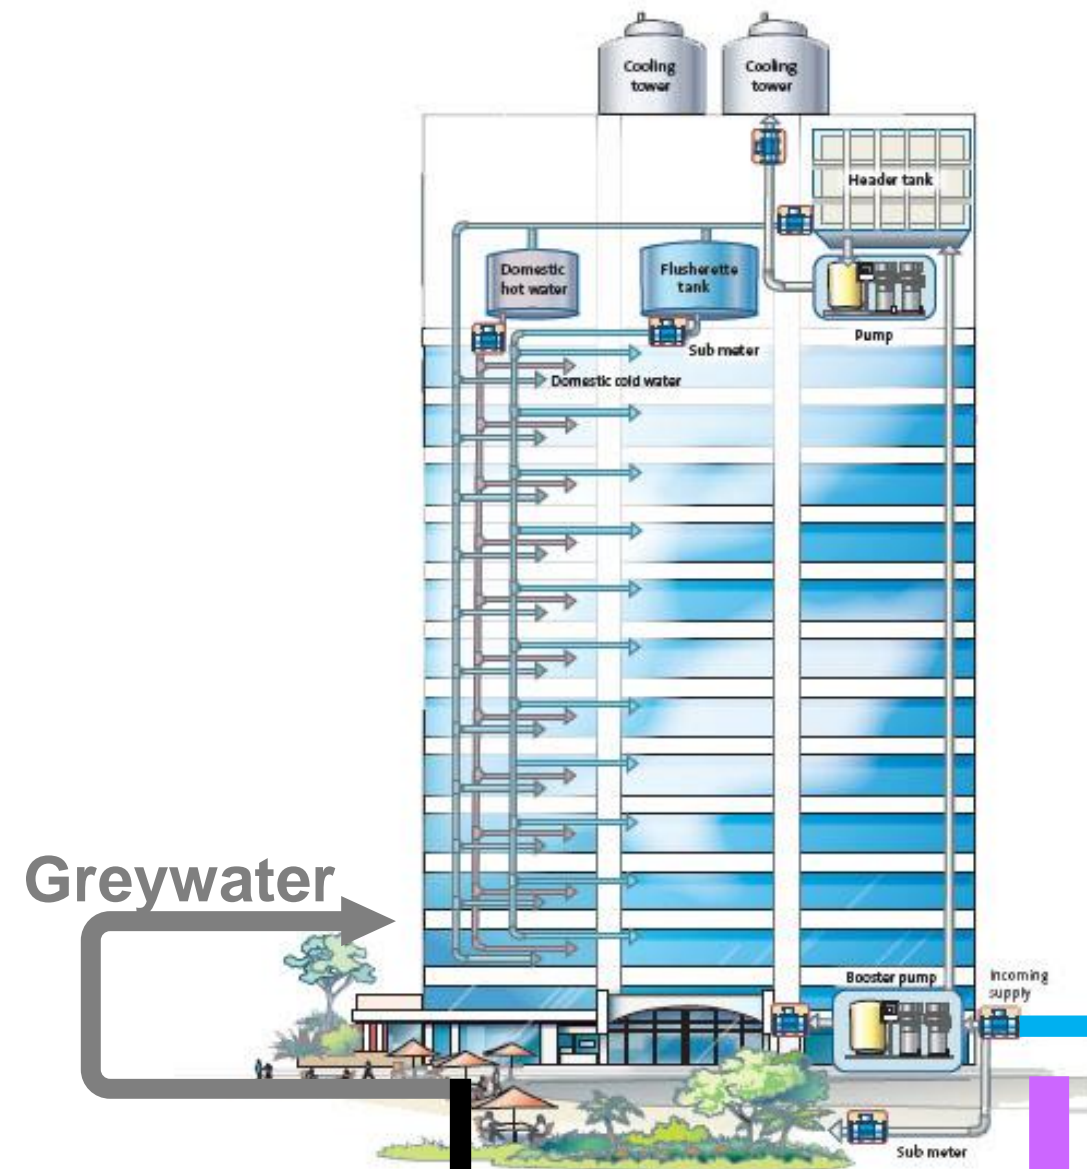 Cooling
tower
Cooling
tower
Header tank
Domestic
hot water
Flusherette
tank
Pump
Sub meter
Domestic cold water
Greywater
Booster pump
Incoming
supply
Sub meter